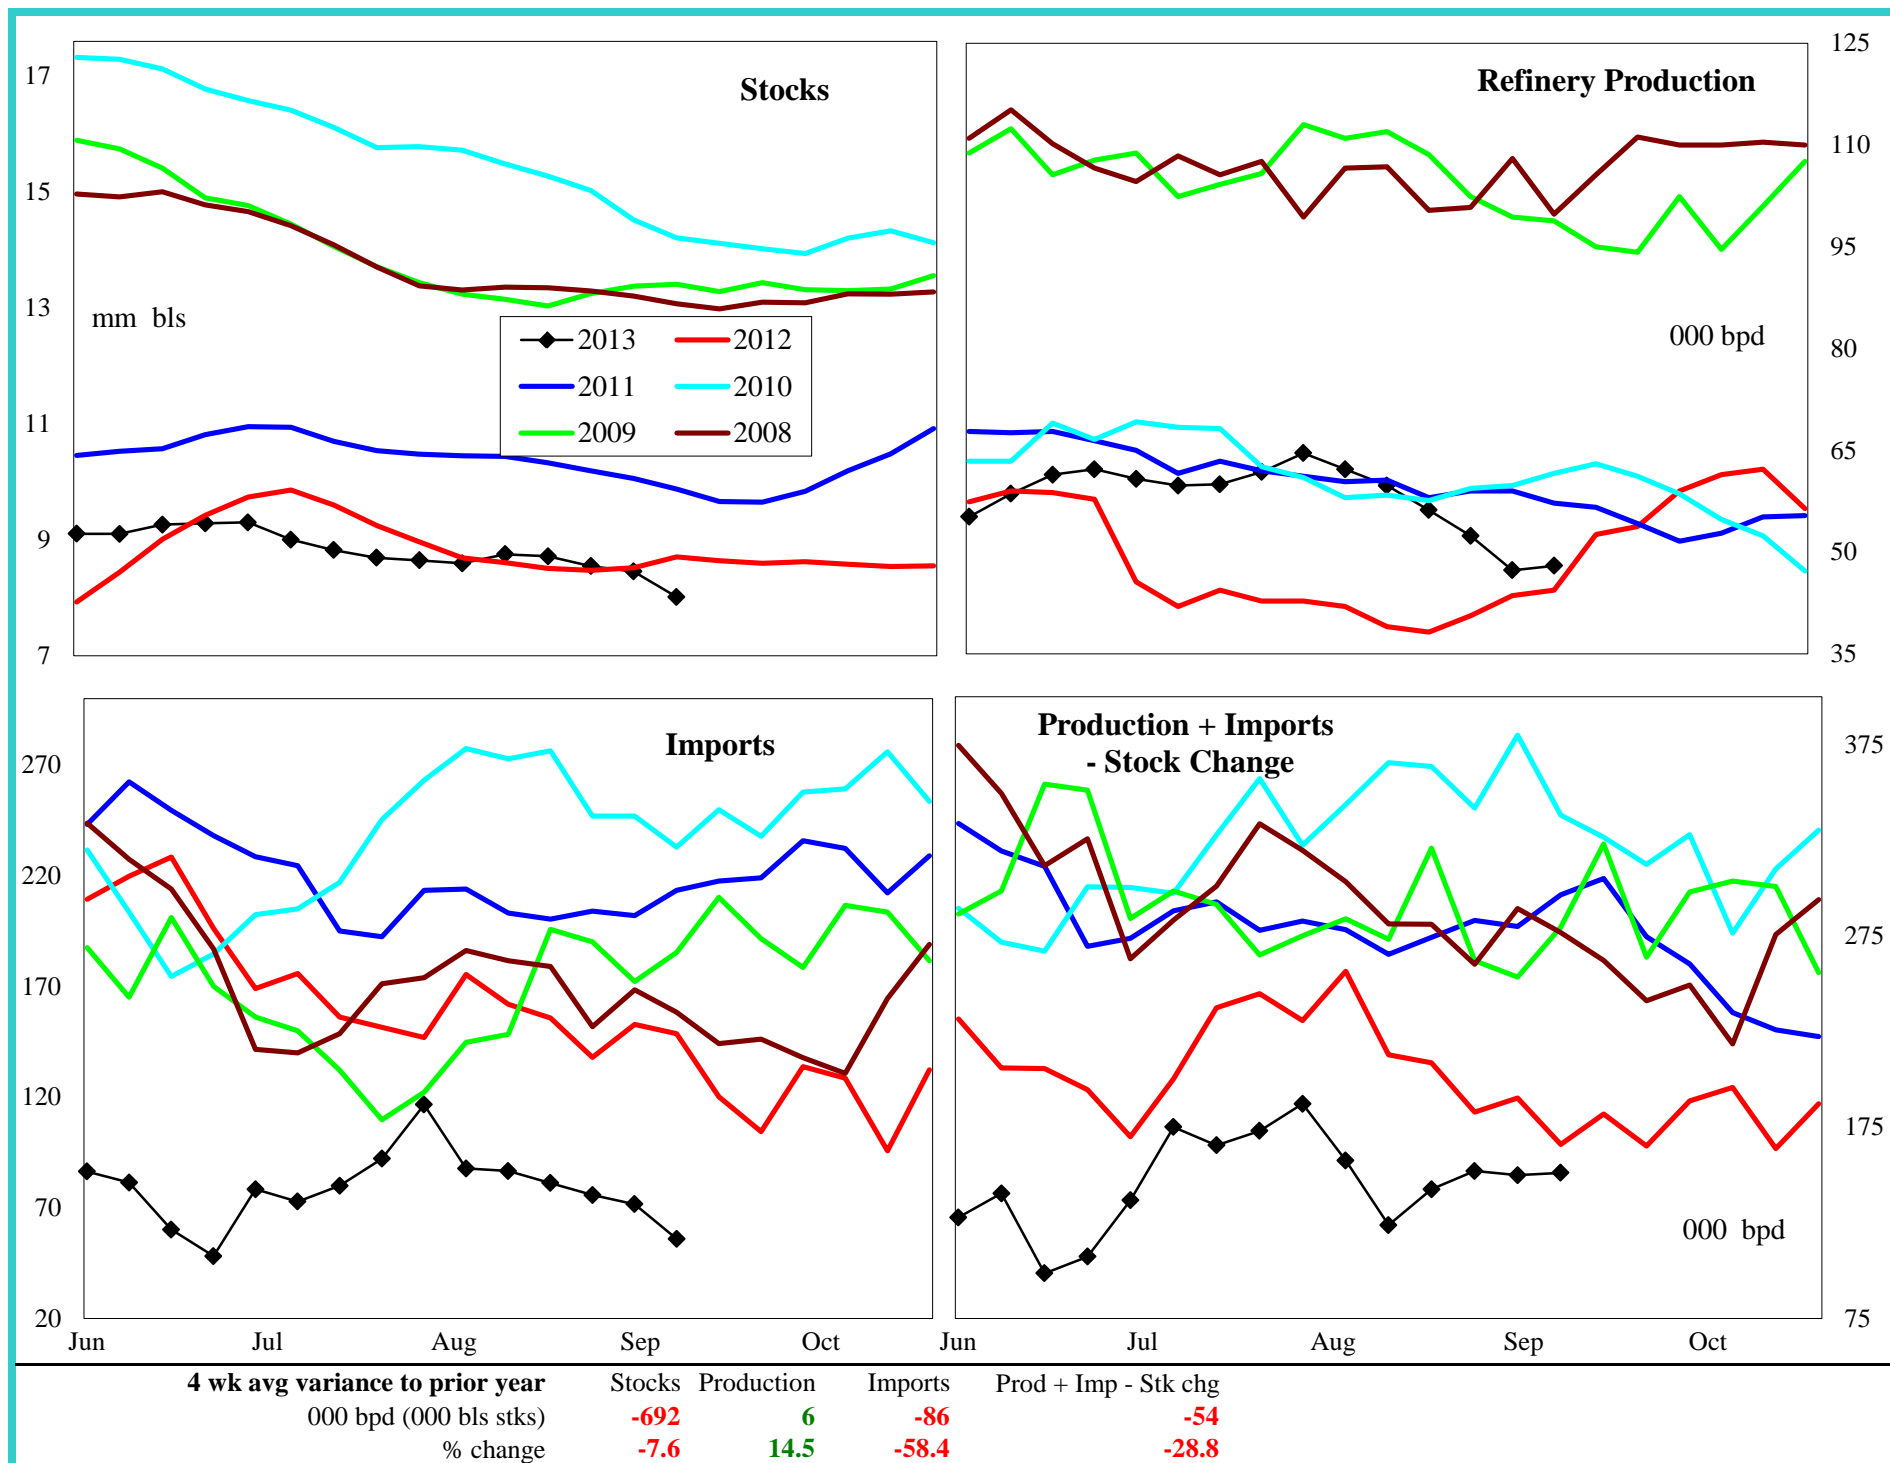 Stocks
17
15
13
11
9
7
mm bls
2013
2012
2011
2010
2009
2008
Refinery Production
125
110
95
80
65
50
35
000 bpd
Imports
270
220
170
120
70
20
Jun Jul Aug Sep Oct
Production + Imports
- Stock Change
375
275
175
75
000 bpd
Jun Jul Aug Sep Oct
4 wk avg variance to prior year Stocks Production Imports Prod + Imp - Stk chg
000 bpd (000 bls stks) -692 6 -86 -54
% change -7.6 14.5 -58.4 -28.8